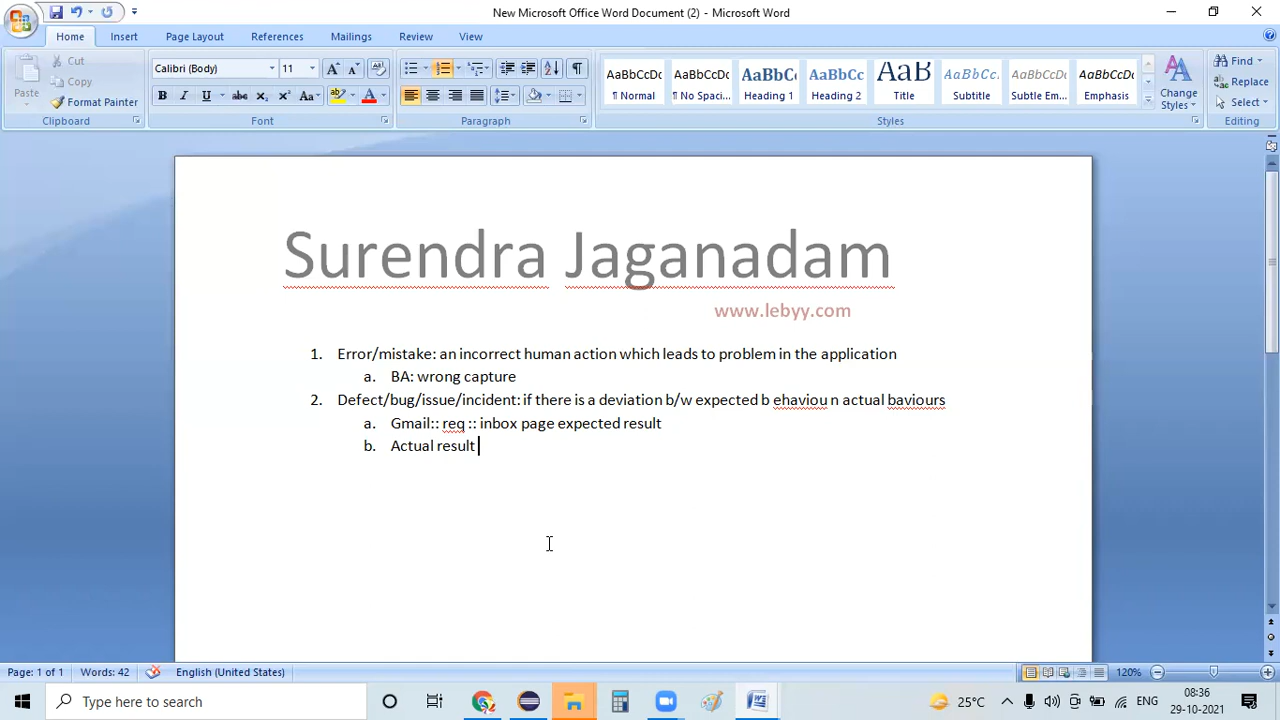 New Microsoft Office Word Document (2) - Microsoft Word
Home Insert Page Layout References Mailings Review View
Paste
Cut
Copy
Format Painter
Clipboard
Calibri (Body) 11
B I U abc x₂ x² Aa
Font
Paragraph
AaBbCcDc AaBbCcDc AaBbCc AaBbCc AaB AaBbCc. AaBbCcDc AaBbCcDc
¶ Normal ¶ No Spaci... Heading 1 Heading 2 Title Subtitle Subtle Em... Emphasis
Change Styles
Styles
Find
Replace
Select
Editing
Surendra Jaganadam
www.lebyy.com
1. Error/mistake: an incorrect human action which leads to problem in the application
a. BA: wrong capture
2. Defect/bug/issue/incident: if there is a deviation b/w expected b ehaviou n actual baviours
a. Gmail:: req :: inbox page expected result
b. Actual result
Page: 1 of 1 Words: 42 English (United States) 120%
Type here to search
25°C ENG
08:36
29-10-2021